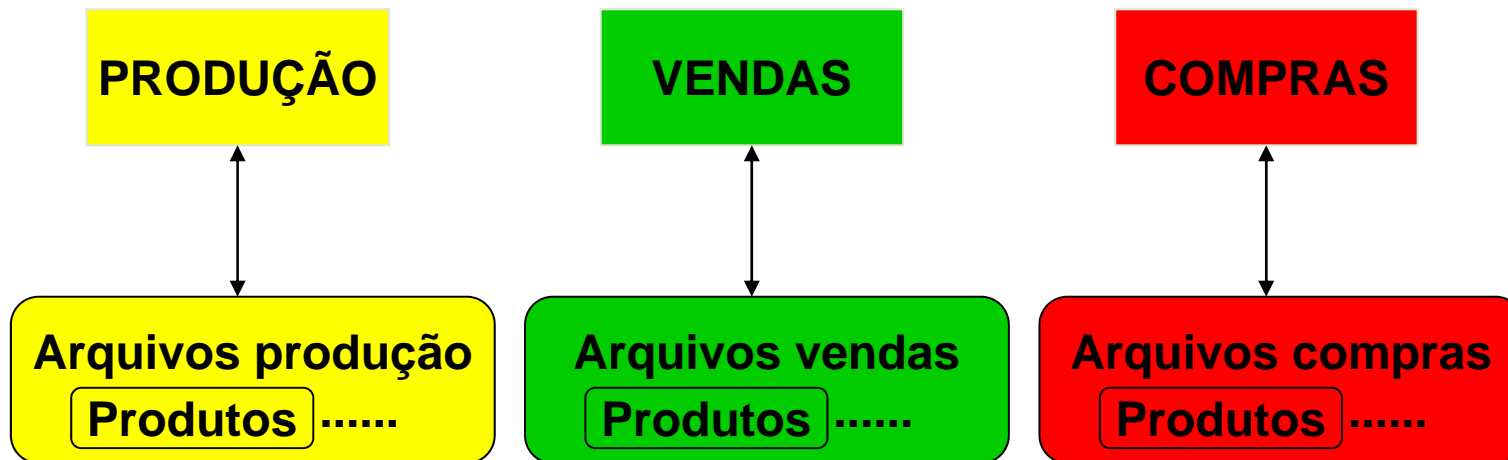 PRODUÇÃO
VENDAS
COMPRAS
Arquivos produção
Produtos ......
Arquivos vendas
Produtos ......
Arquivos compras
Produtos ......